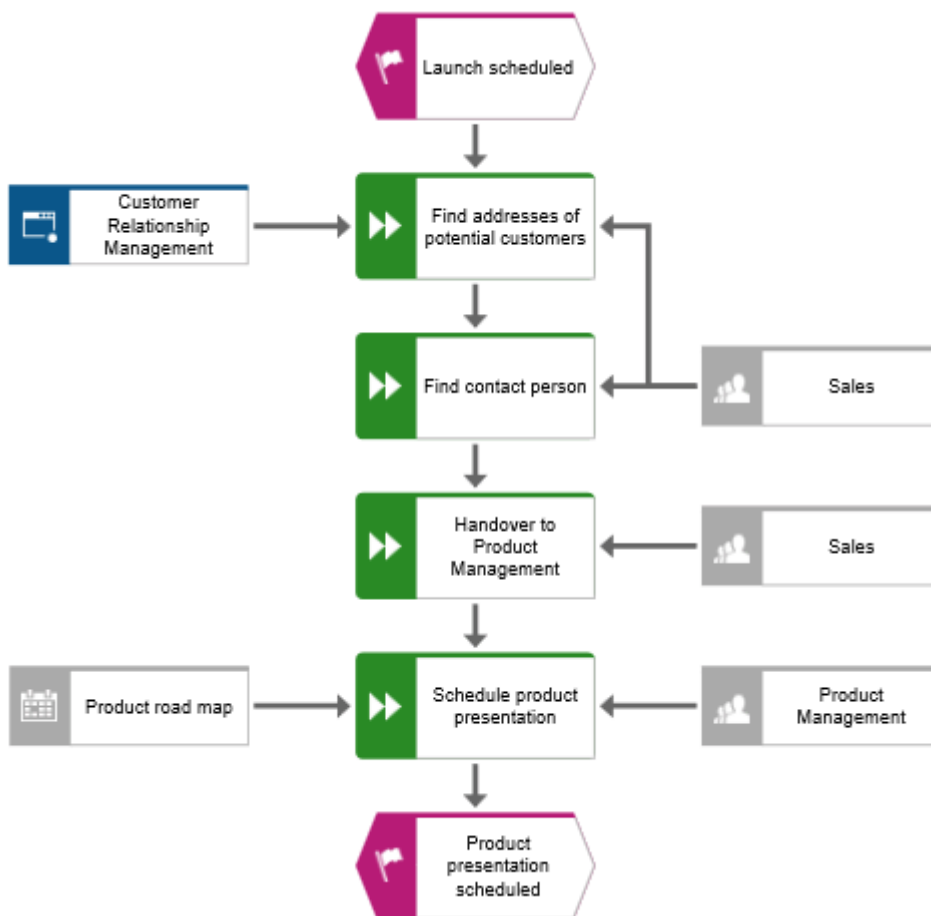 Launch scheduled
Customer
Relationship
Management
Find addresses of
potential customers
Find contact person
Sales
Handover to
Product
Management
Sales
Product road map
Schedule product
presentation
Product
Management
Product
presentation
scheduled